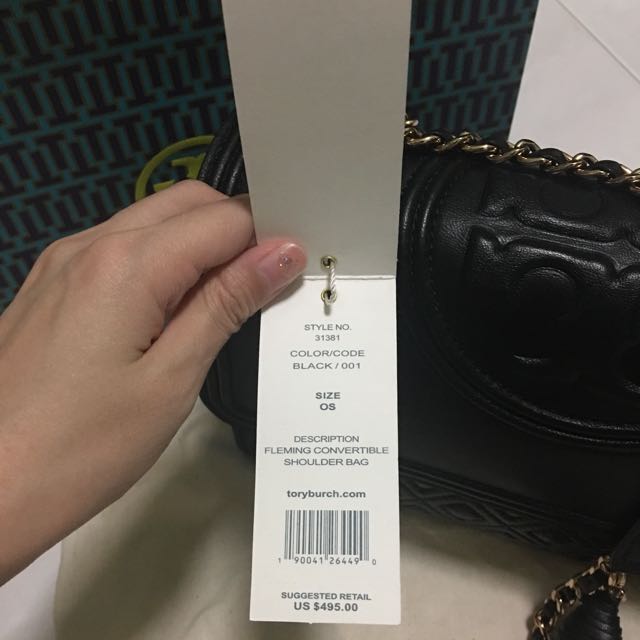 STYLE NO.
31381
COLOR/CODE
BLACK / 001
SIZE
OS
DESCRIPTION
FLEMING CONVERTIBLE
SHOULDER BAG
toryburch.com
1 90041 26449 0
SUGGESTED RETAIL
US $495.00